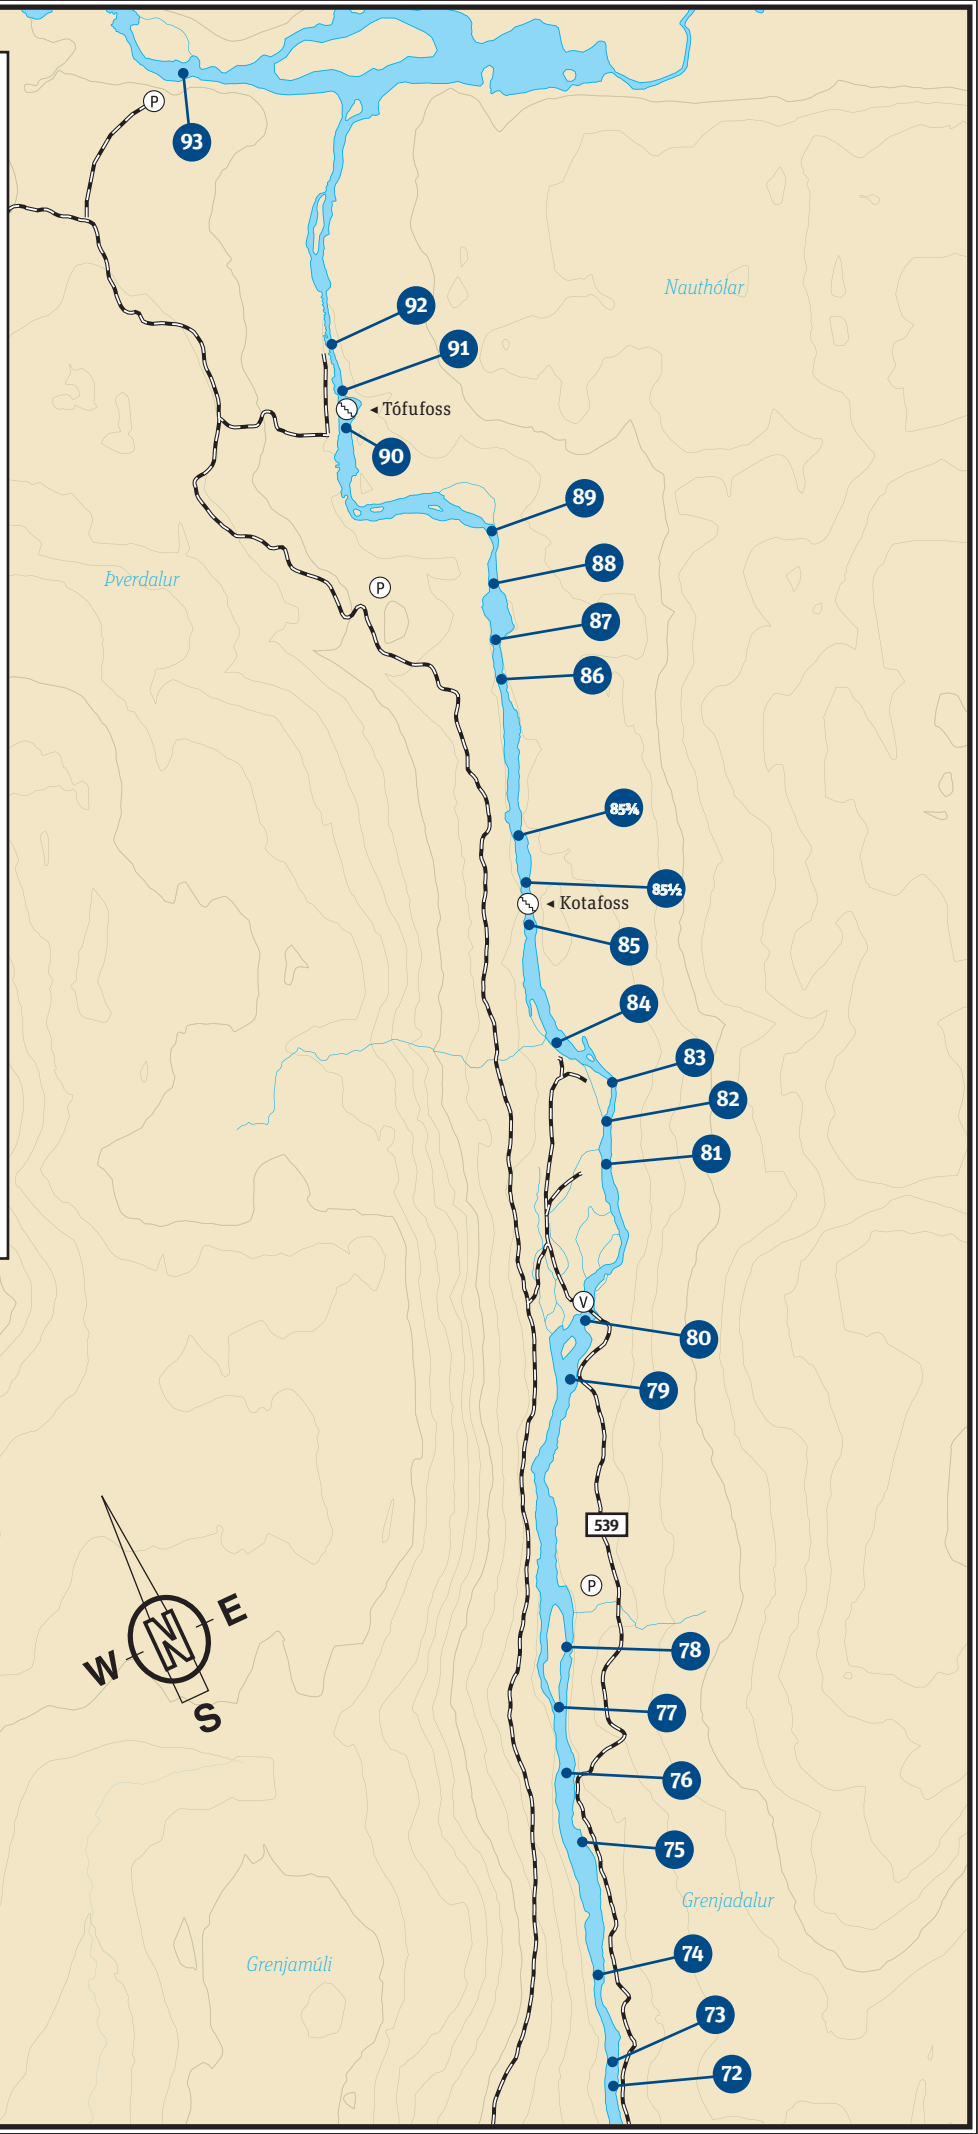 P
93
Nauthólar
92
91
◂ Tófufoss
90
89
88
Þverdalur
P
87
86
85¾
85½
◂ Kotafoss
85
84
83
82
81
V
80
79
539
P
N
E
W
S
78
77
76
75
Grenjadalur
74
Grenjamúli
73
72